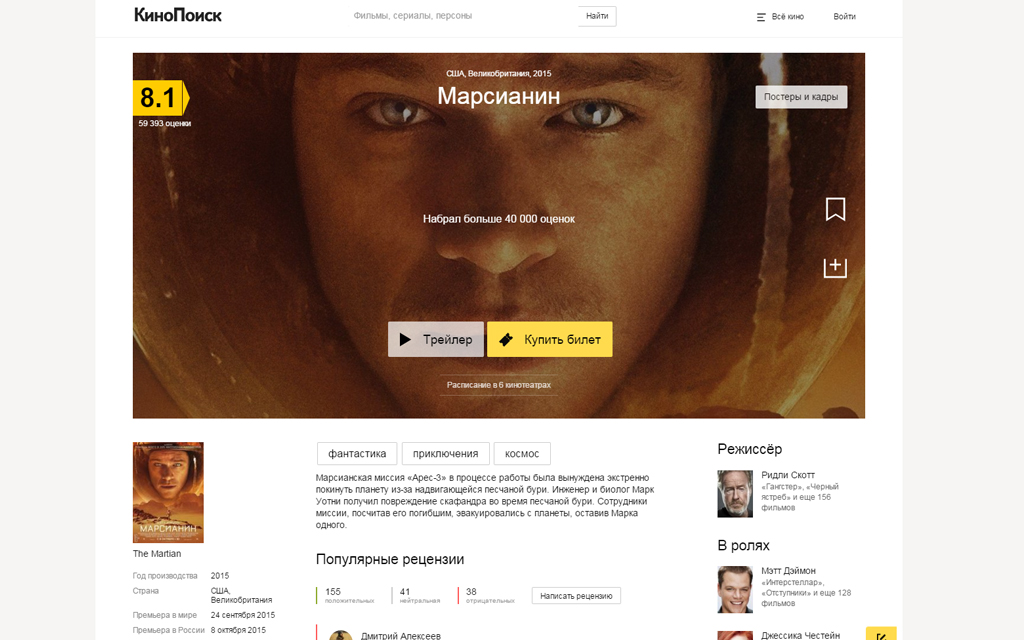 КиноПоиск
Фильмы, сериалы, персоны
Найти
Всё кино
Войти
8.1
59 393 оценки
США, Великобритания, 2015
Марсианин
Постеры и кадры
Набрал больше 40 000 оценок
Трейлер
Купить билет
Расписание в 6 кинотеатрах
МАРСИАНИН
The Martian
Год производства 2015
Страна США,
Великобритания
Премьера в мире 24 сентября 2015
Премьера в России 8 октября 2015
фантастика приключения космос
Марсианская миссия «Арес-3» в процессе работы была вынуждена экстренно
покинуть планету из-за надвигающейся песчаной бури. Инженер и биолог Марк
Уотни получил повреждение скафандра во время песчаной бури. Сотрудники
миссии, посчитав его погибшим, эвакуировались с планеты, оставив Марка
одного.
Популярные рецензии
155
положительных
41
нейтральная
38
отрицательных
Написать рецензию
Дмитрий Алексеев
Режиссёр
Ридли Скотт
«Гангстер», «Черный
ястреб» и еще 156
фильмов
В ролях
Мэтт Дэймон
«Интерстеллар»,
«Отступники» и еще 128
фильмов
Джессика Честейн